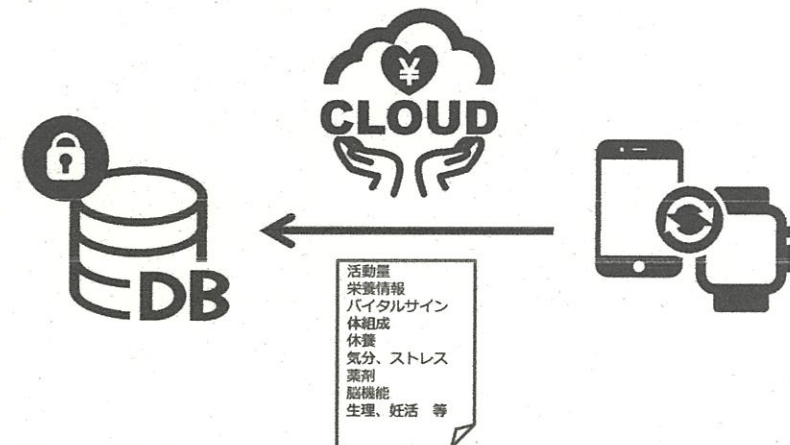 ¥
CLOUD
DB
活動量
栄養情報
バイタルサイン
体組成
休養
気分、ストレス
薬剤
脳機能
生理、妊活　等